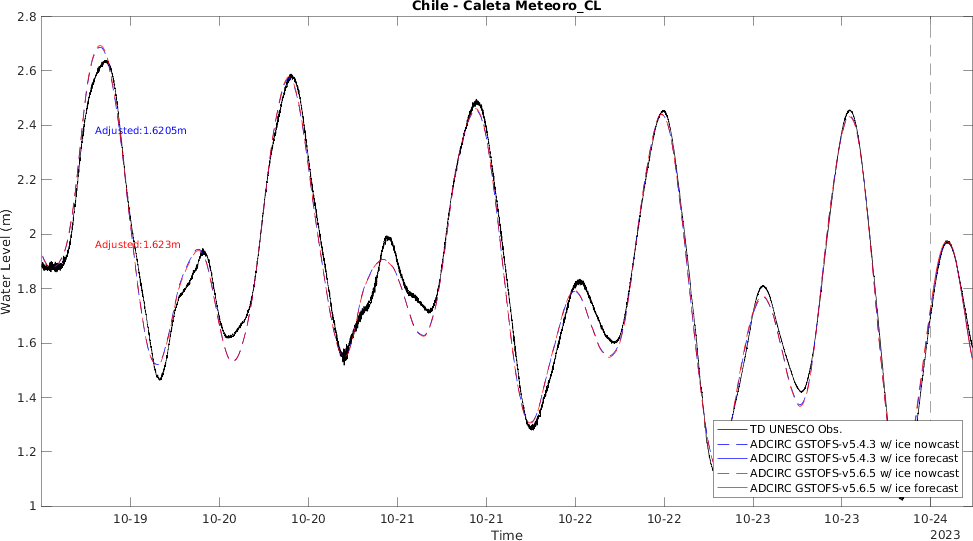 Chile - Caleta Meteoro_CL
2.8
2.6
2.4
2.2
2
1.8
1.6
1.4
1.2
1
Water Level (m)
Adjusted:1.6205m
Adjusted:1.623m
TD UNESCO Obs.
ADCIRC GSTOFS-v5.4.3 w/ ice nowcast
ADCIRC GSTOFS-v5.4.3 w/ ice forecast
ADCIRC GSTOFS-v5.6.5 w/ ice nowcast
ADCIRC GSTOFS-v5.6.5 w/ ice forecast
10-19 10-20 10-20 10-21 10-21 10-22 10-22 10-23 10-23 10-24
Time
2023